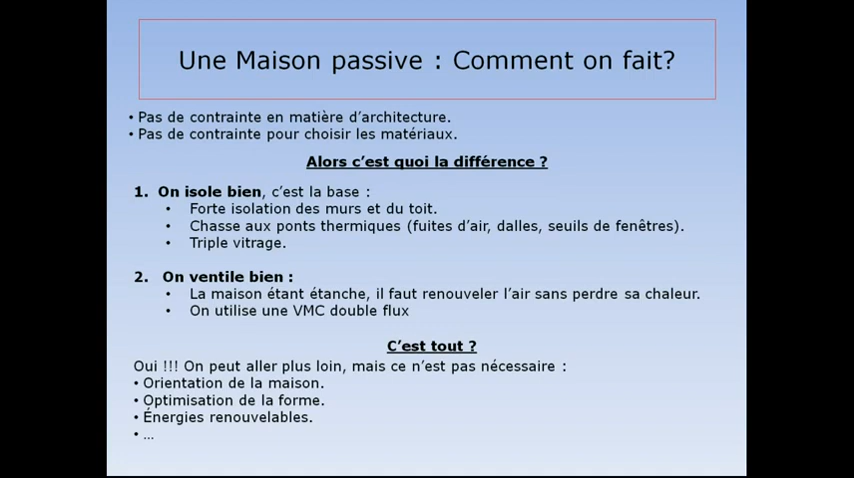 Une Maison passive : Comment on fait?
• Pas de contrainte en matière d’architecture.
• Pas de contrainte pour choisir les matériaux.
Alors c’est quoi la différence ?
1. On isole bien, c’est la base :
• Forte isolation des murs et du toit.
• Chasse aux ponts thermiques (fuites d’air, dalles, seuils de fenêtres).
• Triple vitrage.
2. On ventile bien :
• La maison étant étanche, il faut renouveler l’air sans perdre sa chaleur.
• On utilise une VMC double flux
C’est tout ?
Oui !!! On peut aller plus loin, mais ce n’est pas nécessaire :
• Orientation de la maison.
• Optimisation de la forme.
• Énergies renouvelables.
• ...